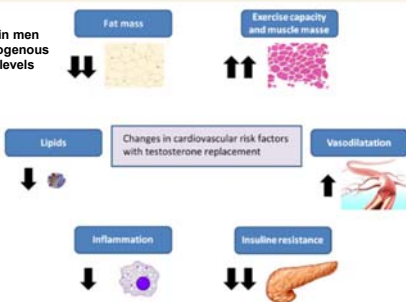 in men
ogenous
levels
Fat mass
Exercise capacity
and muscle masse
Lipids
Changes in cardiovascular risk factors
with testosterone replacement
Vasodilatation
Inflammation
Insuline resistance